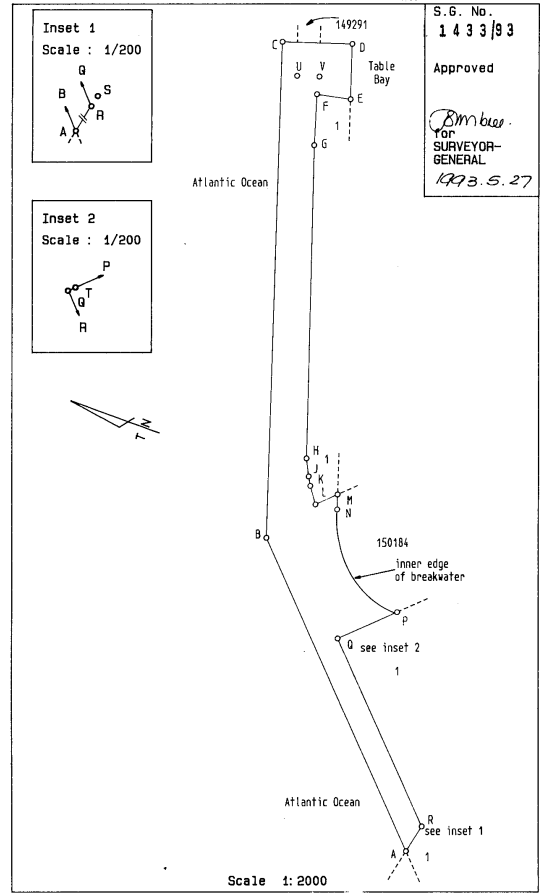 S.G. No.
1433/93
Approved
for
SURVEYOR-
GENERAL
1993.5.27
Inset 1
Scale : 1/200
Q
B
S
R
A
Inset 2
Scale : 1/200
P
T
Q
R
149291
C
D
U V
Table
Bay
F
E
1
G
Atlantic Ocean
N
T
H
1
J
K
L
M
N
B
150184
inner edge
of breakwater
P
Q see inset 2
1
Atlantic Ocean
R
see inset 1
A
1
Scale 1:2000